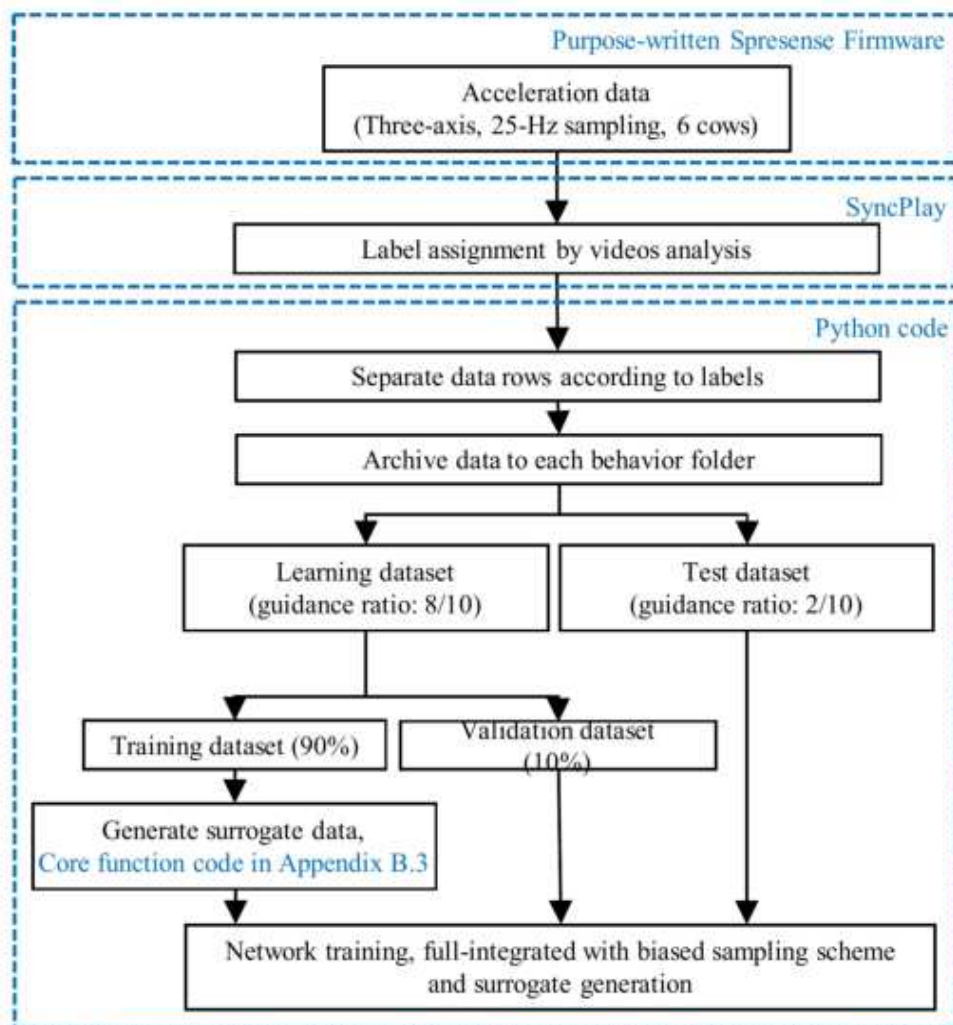 Purpose-written Spresense Firmware
Acceleration data
(Three-axis, 25-Hz sampling, 6 cows)
SyncPlay
Label assignment by videos analysis
Python code
Separate data rows according to labels
Archive data to each behavior folder
Learning dataset
(guidance ratio: 8/10)
Test dataset
(guidance ratio: 2/10)
Training dataset (90%)
Validation dataset
(10%)
Generate surrogate data,
Core function code in Appendix B.3
Network training, full-integrated with biased sampling scheme
and surrogate generation